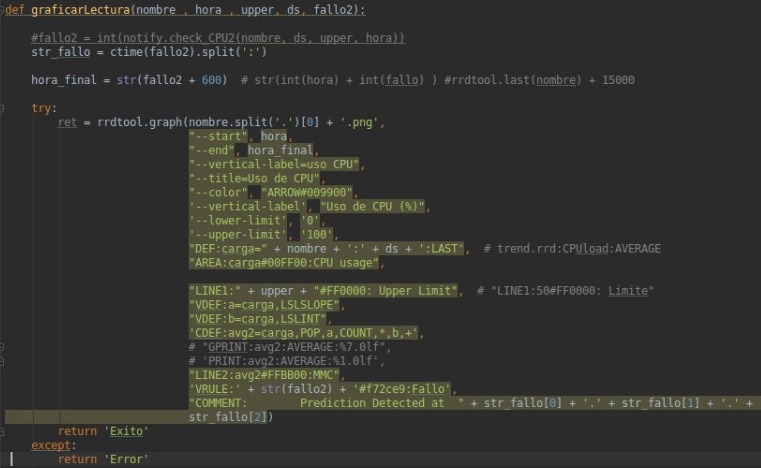 def graficarLectura(nombre , hora , upper, ds, fallo2):
#fallo2 = int(notify.check_CPU2(nombre, ds, upper, hora))
str_fallo = ctime(fallo2).split(':')
hora_final = str(fallo2 + 600)  # str(int(hora) + int(fallo) ) #rrdtool.last(nombre) + 15000
try:
ret = rrdtool.graph(nombre.split('.')[0] + '.png',
"--start", hora,
"--end", hora_final,
"--vertical-label=uso CPU",
"--title=Uso de CPU",
"--color", "ARROW#009900",
'--vertical-label', "Uso de CPU (%)",
'--lower-limit', '0',
'--upper-limit', '100',
"DEF:carga=" + nombre + ':' + ds + ':LAST',  # trend.rrd:CPUload:AVERAGE
"AREA:carga#00FF00:CPU usage",
"LINE1:" + upper + "#FF0000: Upper Limit",  # "LINE1:50#FF0000: Limite"
"VDEF:a=carga,LSLSLOPE",
"VDEF:b=carga,LSLINT",
'CDEF:avg2=carga,POP,a,COUNT,*,b,+',
# "GPRINT:avg2:AVERAGE:%7.0lf",
# 'PRINT:avg2:AVERAGE:%1.0lf',
"LINE2:avg2#FFBB00:MMC",
'VRULE:' + str(fallo2) + '#f72ce9:Fallo',
"COMMENT:       Prediction Detected at  " + str_fallo[0] + '.' + str_fallo[1] + '.' +
str_fallo[2])
return 'Exito'
except:
return 'Error'